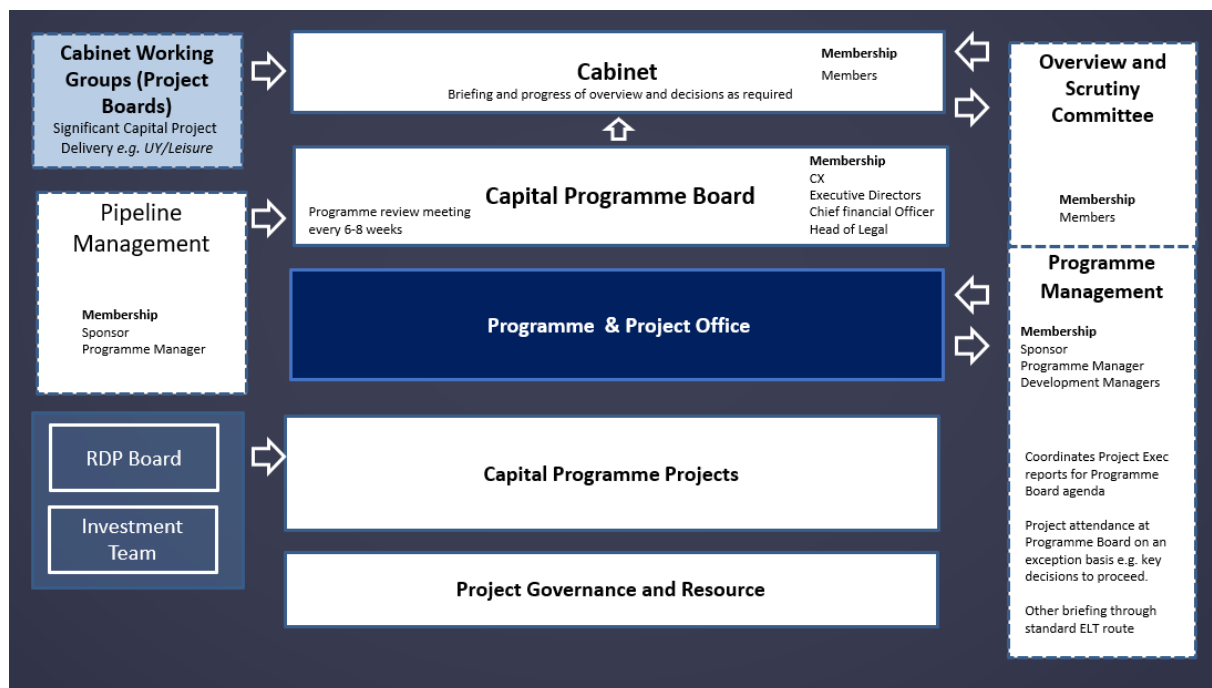 Cabinet Working
Groups (Project
Boards)
Significant Capital Project
Delivery e.g. UY/Leisure
Cabinet
Briefing and progress of overview and decisions as required
Membership
Members
Overview and
Scrutiny
Committee
Membership
Members
Pipeline
Management
Membership
Sponsor
Programme Manager
Capital Programme Board
Programme review meeting
every 6-8 weeks
Membership
CX
Executive Directors
Chief financial Officer
Head of Legal
Programme & Project Office
Programme
Management
Membership
Sponsor
Programme Manager
Development Managers
Coordinates Project Exec
reports for Programme
Board agenda
Project attendance at
Programme Board on an
exception basis e.g. key
decisions to proceed.
Other briefing through
standard ELT route
RDP Board
Investment
Team
Capital Programme Projects
Project Governance and Resource